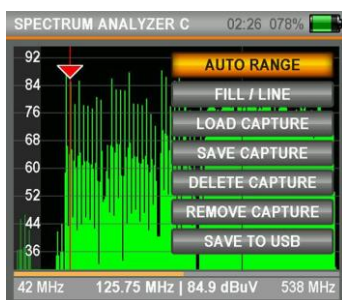 SPECTRUM ANALYZER C 02:26 078%
92
84
76
68
60
52
44
36
AUTO RANGE
FILL / LINE
LOAD CAPTURE
SAVE CAPTURE
DELETE CAPTURE
REMOVE CAPTURE
SAVE TO USB
42 MHz 125.75 MHz | 84.9 dBuV 538 MHz